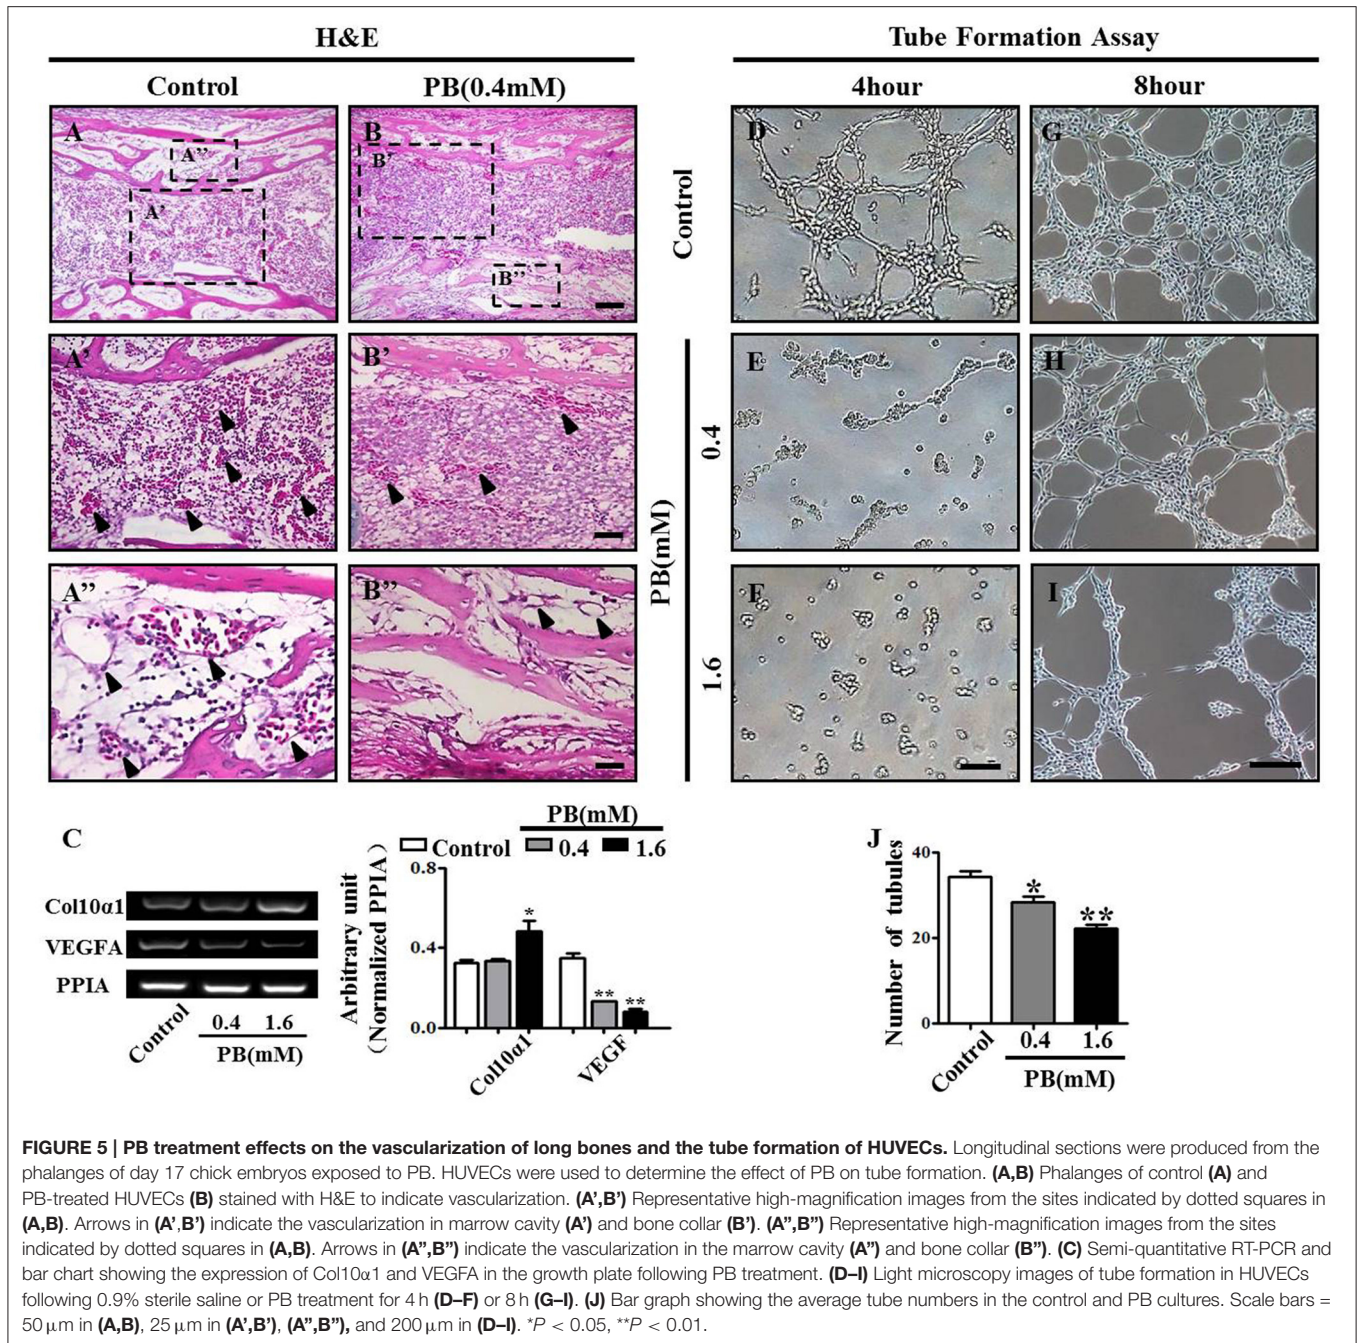 H&E
Tube Formation Assay
Control
PB(0.4mM)
4hour
8hour
A
A’’
A’
B
B’
B’’
D
G
Control
A’
B’
E
H
0.4
PB(mM)
A’’
B’’
F
I
1.6
C
PB(mM)
Control 0.4 1.6
Col10α1
VEGFA
PPIA
Control
0.4 1.6
PB(mM)
Arbitrary unit
(Normalized PPIA)
0.8
0.4
0.0
*
** **
Col10α1
VEGF
J
Number of tubules
40
20
0
*
**
Control
0.4 1.6
PB(mM)
FIGURE 5 | PB treatment effects on the vascularization of long bones and the tube formation of HUVECs. Longitudinal sections were produced from the
phalanges of day 17 chick embryos exposed to PB. HUVECs were used to determine the effect of PB on tube formation. (A,B) Phalanges of control (A) and
PB-treated HUVECs (B) stained with H&E to indicate vascularization. (A’,B’) Representative high-magnification images from the sites indicated by dotted squares in
(A,B). Arrows in (A’,B’) indicate the vascularization in marrow cavity (A’) and bone collar (B’). (A’’,B’’) Representative high-magnification images from the sites
indicated by dotted squares in (A,B). Arrows in (A’’,B’’) indicate the vascularization in the marrow cavity (A’’) and bone collar (B’’). (C) Semi-quantitative RT-PCR and
bar chart showing the expression of Col10α1 and VEGFA in the growth plate following PB treatment. (D–I) Light microscopy images of tube formation in HUVECs
following 0.9% sterile saline or PB treatment for 4 h (D–F) or 8 h (G–I). (J) Bar graph showing the average tube numbers in the control and PB cultures. Scale bars =
50 μm in (A,B), 25 μm in (A’,B’), (A’’,B’’), and 200 μm in (D–I). *P < 0.05, **P < 0.01.